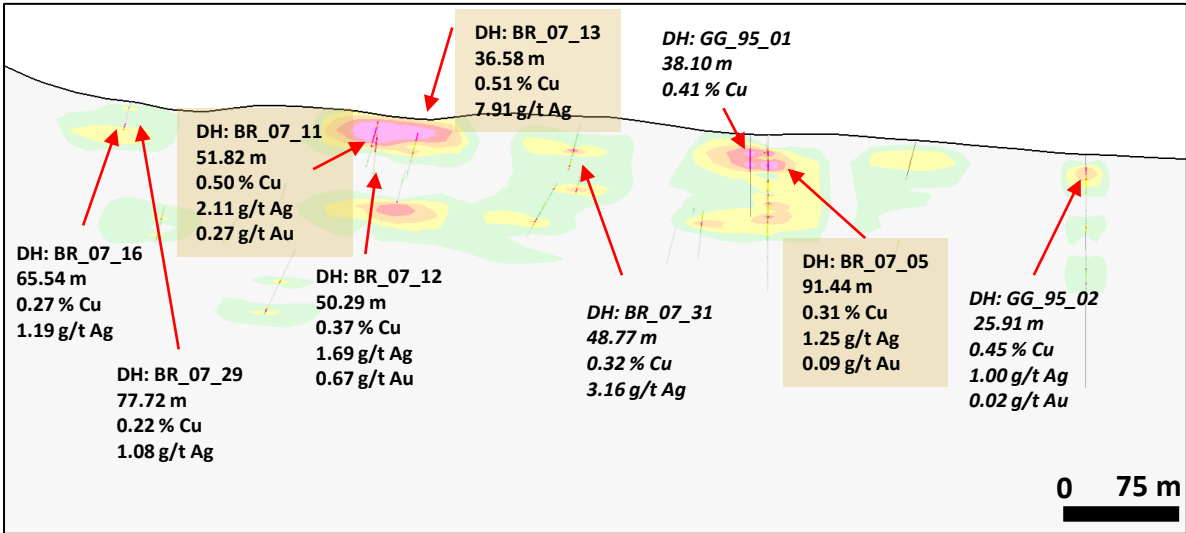 DH: BR_07_13
36.58 m
0.51 % Cu
7.91 g/t Ag
DH: GG_95_01
38.10 m
0.41 % Cu
DH: BR_07_11
51.82 m
0.50 % Cu
2.11 g/t Ag
0.27 g/t Au
DH: BR_07_16
65.54 m
0.27 % Cu
1.19 g/t Ag
DH: BR_07_29
77.72 m
0.22 % Cu
1.08 g/t Ag
DH: BR_07_12
50.29 m
0.37 % Cu
1.69 g/t Ag
0.67 g/t Au
DH: BR_07_31
48.77 m
0.32 % Cu
3.16 g/t Ag
DH: BR_07_05
91.44 m
0.31 % Cu
1.25 g/t Ag
0.09 g/t Au
DH: GG_95_02
25.91 m
0.45 % Cu
1.00 g/t Ag
0.02 g/t Au
0 75 m